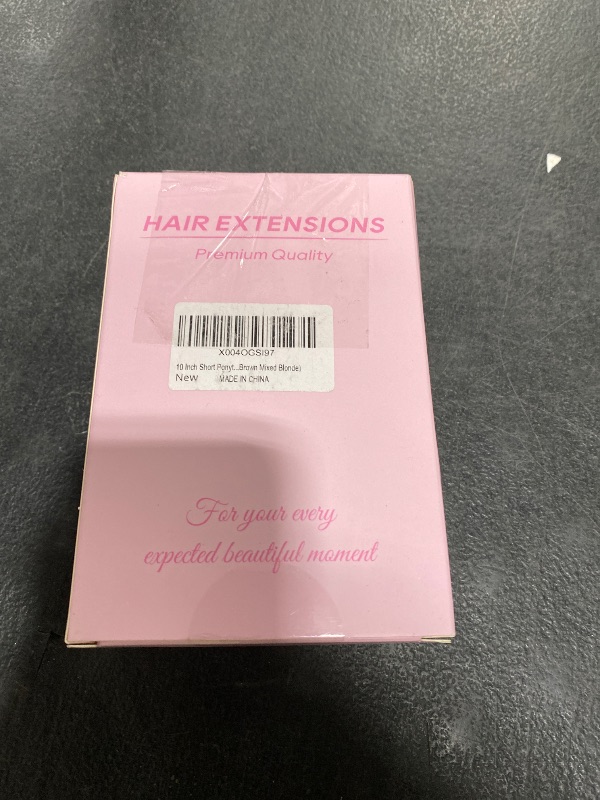 HAIR EXTENSIONS
Premium Quality
X004OGSI97
10 Inch Short Ponyt...Brown Mixed Blonde)
New MADE IN CHINA
For your every
expected beautiful moment